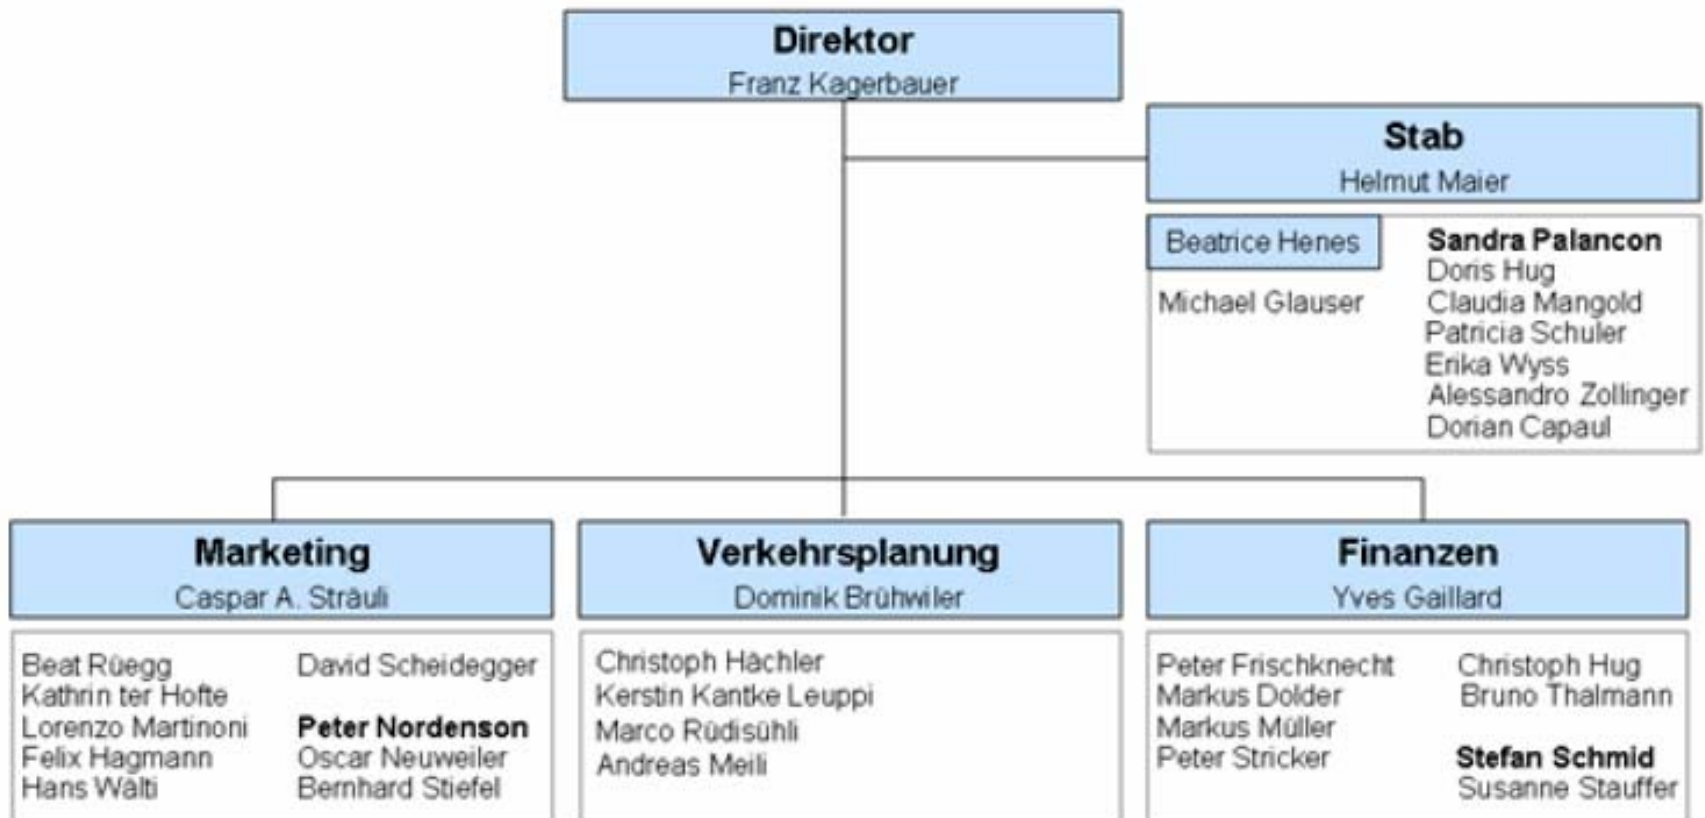 Direktor
Franz Kagerbauer
Stab
Helmut Maier
Beatrice Henes
Michael Glauser
Sandra Palancon
Doris Hug
Claudia Mangold
Patricia Schuler
Erika Wyss
Alessandro Zollinger
Dorian Capaul
Marketing
Caspar A. Sträuli
Beat Rüegg
Kathrin ter Hofte
Lorenzo Martinoni
Felix Hagmann
Hans Wälti
David Scheidegger
Peter Nordenson
Oscar Neuweiler
Bernhard Stiefel
Verkehrsplanung
Dominik Brühwiler
Christoph Hächler
Kerstin Kantke Leuppi
Marco Rüdisühli
Andreas Meili
Finanzen
Yves Gaillard
Peter Frischknecht
Markus Dolder
Markus Müller
Peter Stricker
Christoph Hug
Bruno Thalmann
Stefan Schmid
Susanne Stauffer